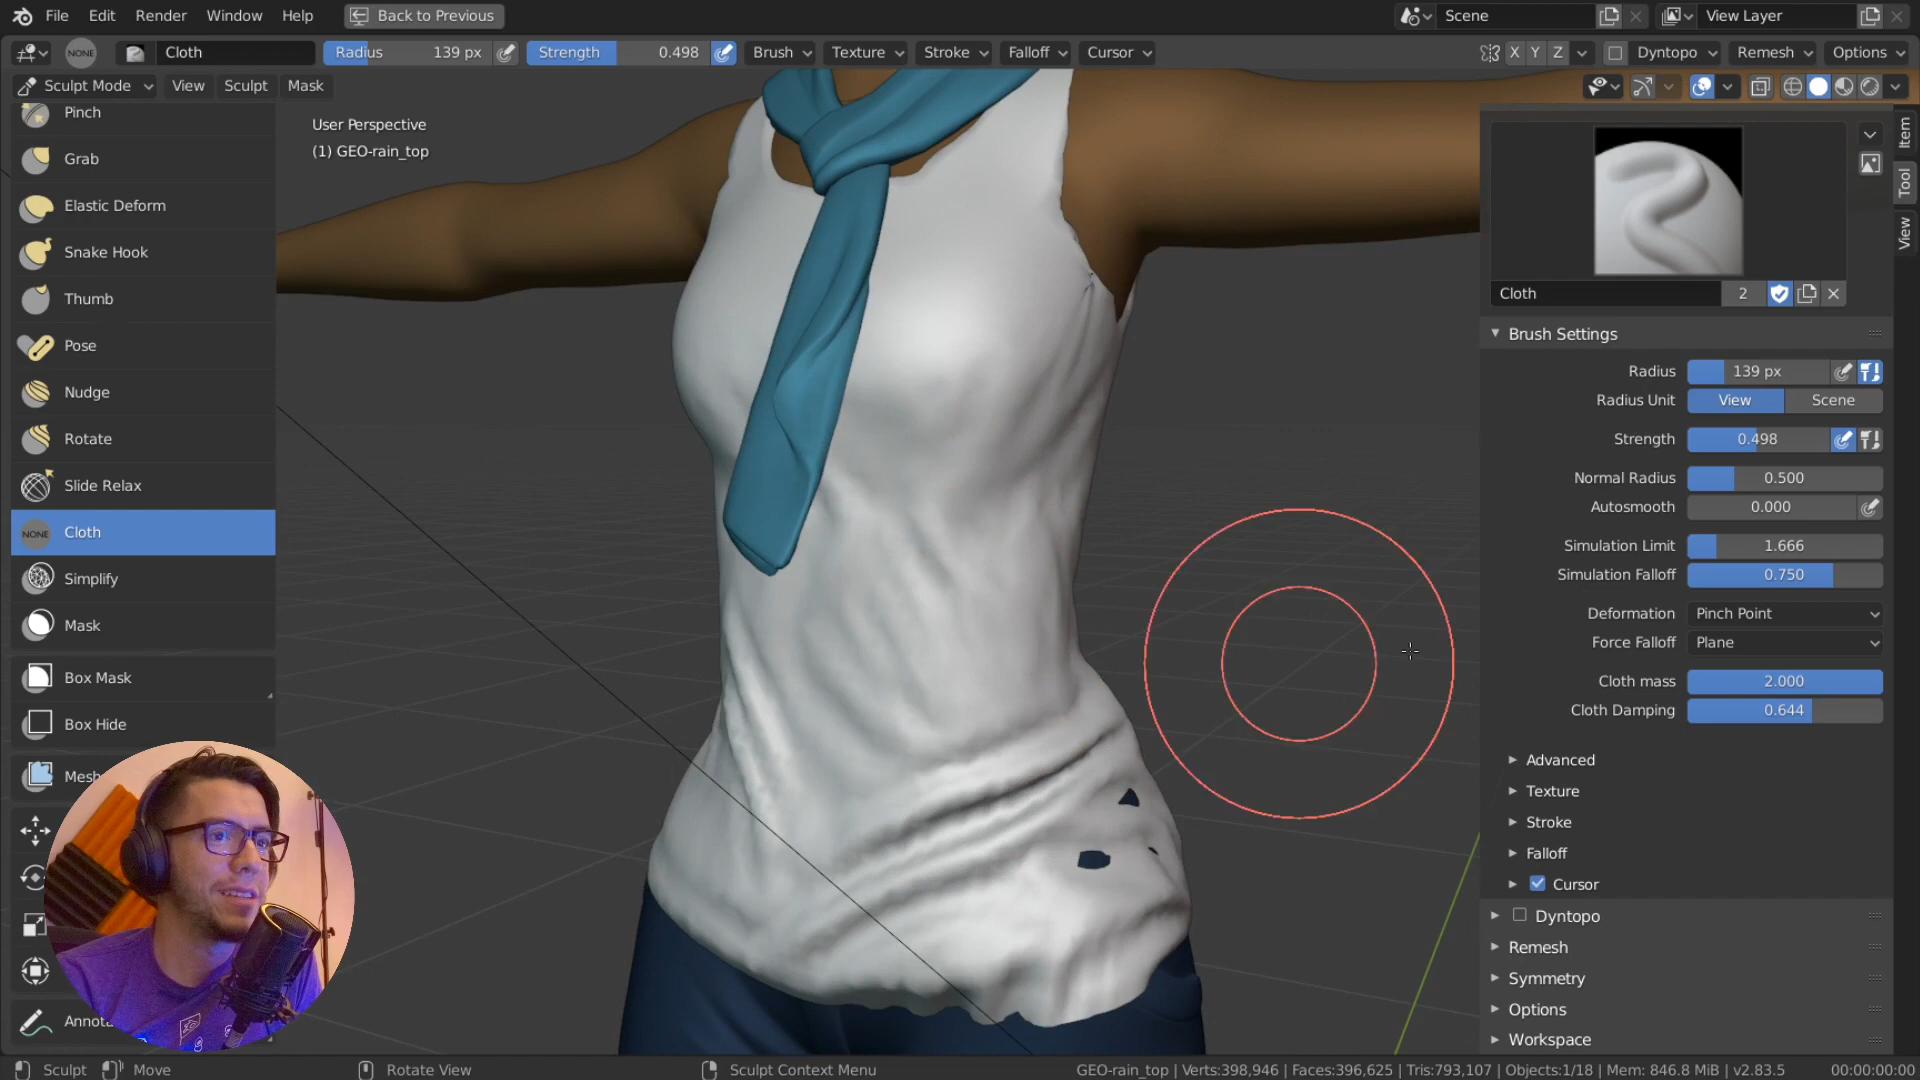 File Edit Render Window Help Back to Previous Scene View Layer
NONE Cloth Radius 139 px Strength 0.498 Brush Texture Stroke Falloff Cursor X Y Z Dyntopo Remesh Options
Sculpt Mode View Sculpt Mask
Pinch
Grab
Elastic Deform
Snake Hook
Thumb
Pose
Nudge
Rotate
Slide Relax
NONE Cloth
Simplify
Mask
Box Mask
Box Hide
Mesh
Annota
User Perspective
(1) GEO-rain_top
Item
Tool
View
Cloth 2
Brush Settings
Radius 139 px
Radius Unit View Scene
Strength 0.498
Normal Radius 0.500
Autosmooth 0.000
Simulation Limit 1.666
Simulation Falloff 0.750
Deformation Pinch Point
Force Falloff Plane
Cloth mass 2.000
Cloth Damping 0.644
Advanced
Texture
Stroke
Falloff
Cursor
Dyntopo
Remesh
Symmetry
Options
Workspace
Sculpt Move Rotate View Sculpt Context Menu GEO-rain_top | Verts:398,946 | Faces:396,625 | Tris:793,107 | Objects:1/18 | Mem: 846.8 MiB | v2.83.5 00:00:00:00